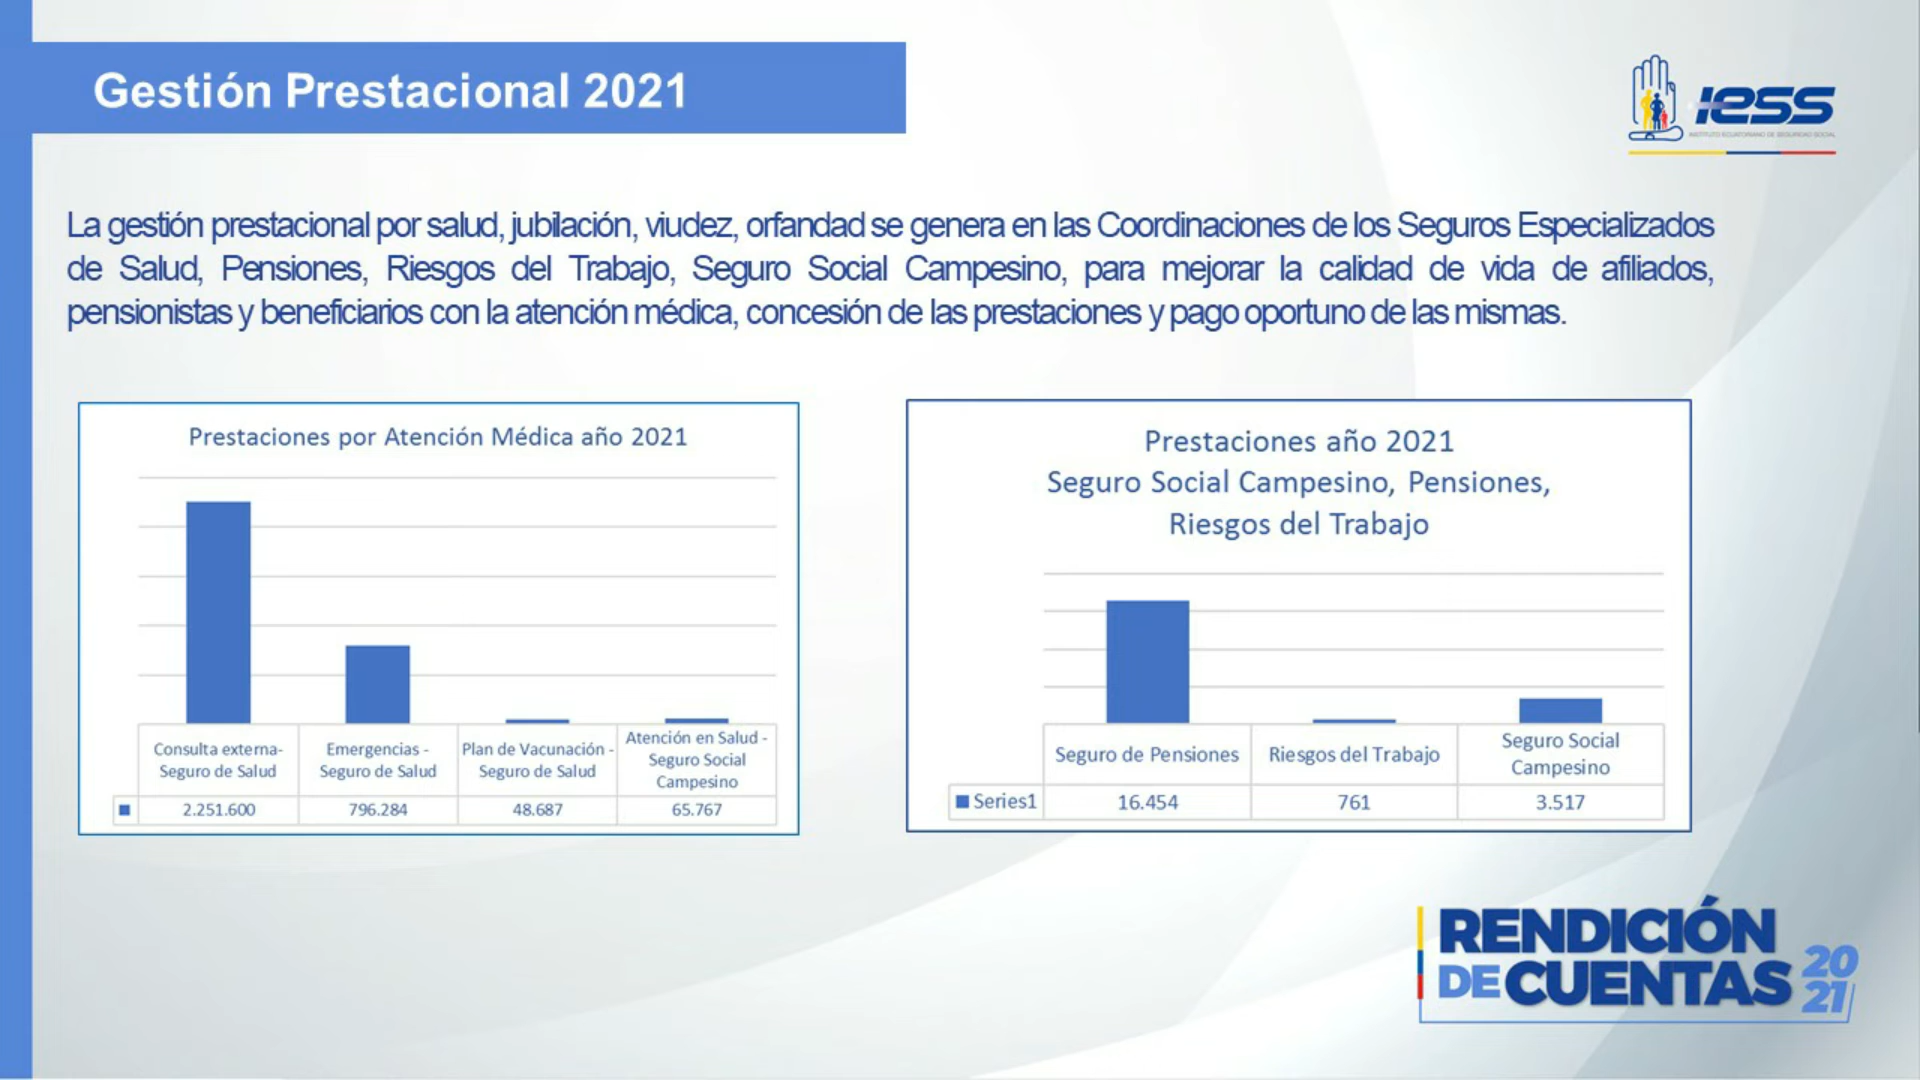 Gestión Prestacional 2021
IESS
INSTITUTO ECUATORIANO DE SEGURIDAD SOCIAL
La gestión prestacional por salud, jubilación, viudez, orfandad se genera en las Coordinaciones de los Seguros Especializados
de Salud, Pensiones, Riesgos del Trabajo, Seguro Social Campesino, para mejorar la calidad de vida de afiliados,
pensionistas y beneficiarios con la atención médica, concesión de las prestaciones y pago oportuno de las mismas.
Prestaciones por Atención Médica año 2021
Consulta externa-
Seguro de Salud
Emergencias -
Seguro de Salud
Plan de Vacunación -
Seguro de Salud
Atención en Salud -
Seguro Social
Campesino
2.251.600
796.284
48.687
65.767
Prestaciones año 2021
Seguro Social Campesino, Pensiones,
Riesgos del Trabajo
Seguro de Pensiones
Riesgos del Trabajo
Seguro Social
Campesino
Series1
16.454
761
3.517
RENDICIÓN
DE CUENTAS
20
21